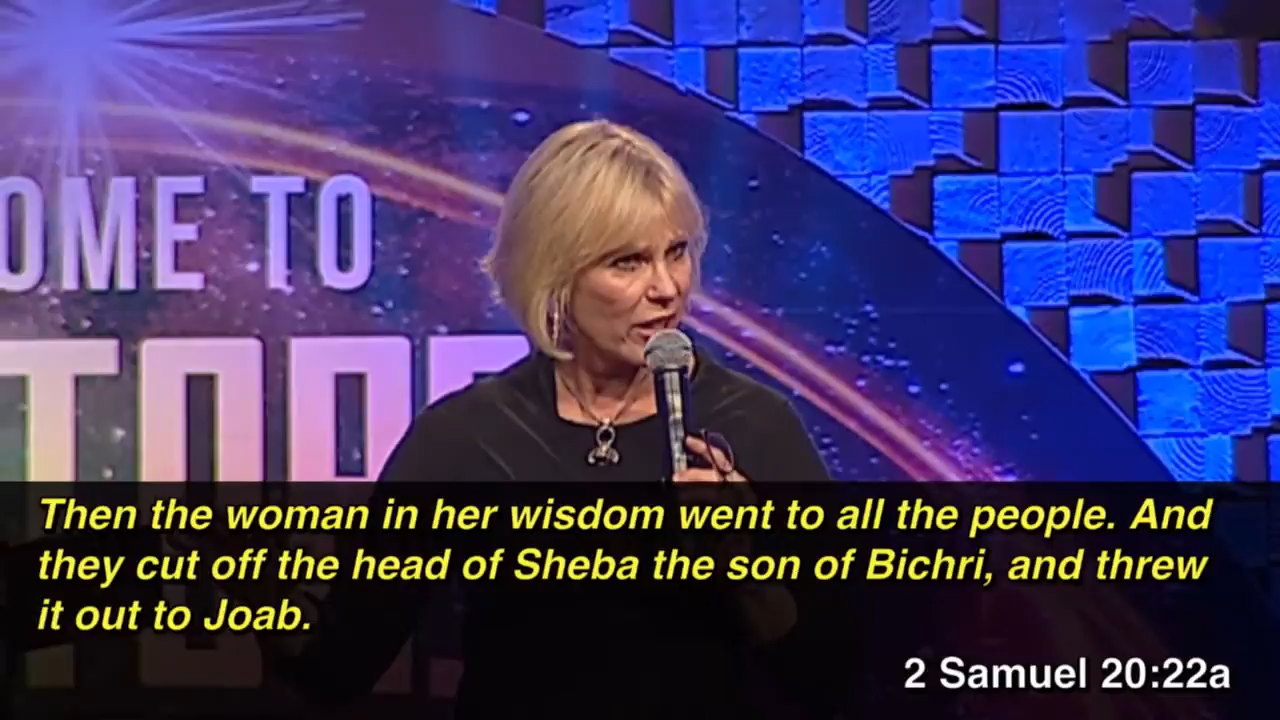 OME TO
Then the woman in her wisdom went to all the people. And
they cut off the head of Sheba the son of Bichri, and threw
it out to Joab.
2 Samuel 20:22a